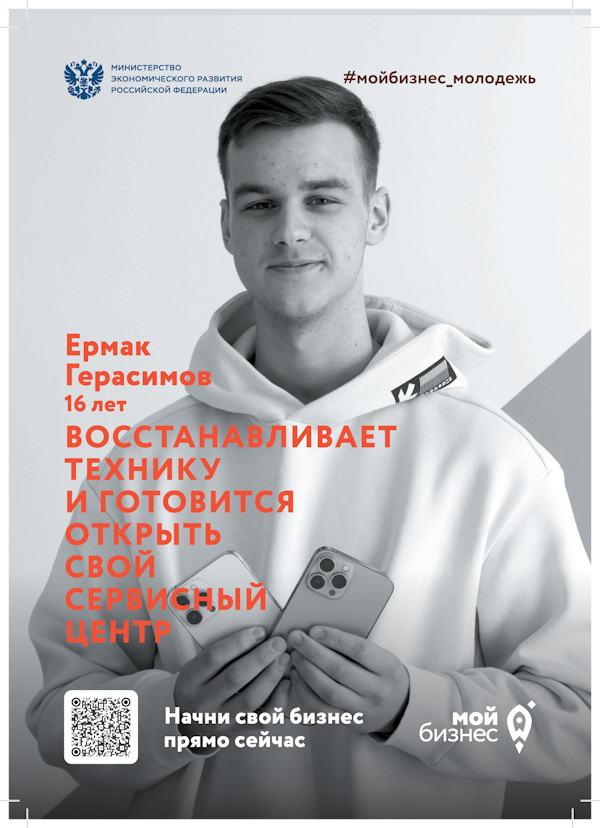 МИНИСТЕРСТВО
ЭКОНОМИЧЕСКОГО РАЗВИТИЯ
РОССИЙСКОЙ ФЕДЕРАЦИИ
#мойбизнес_молодежь
Ермак
Герасимов
16 лет
ВОССТАНАВЛИВАЕТ
ТЕХНИКУ
И ГОТОВИТСЯ
ОТКРЫТЬ
СВОЙ
СЕРВИСНЫЙ
ЦЕНТР
Начни свой бизнес
прямо сейчас
мой
бизнес